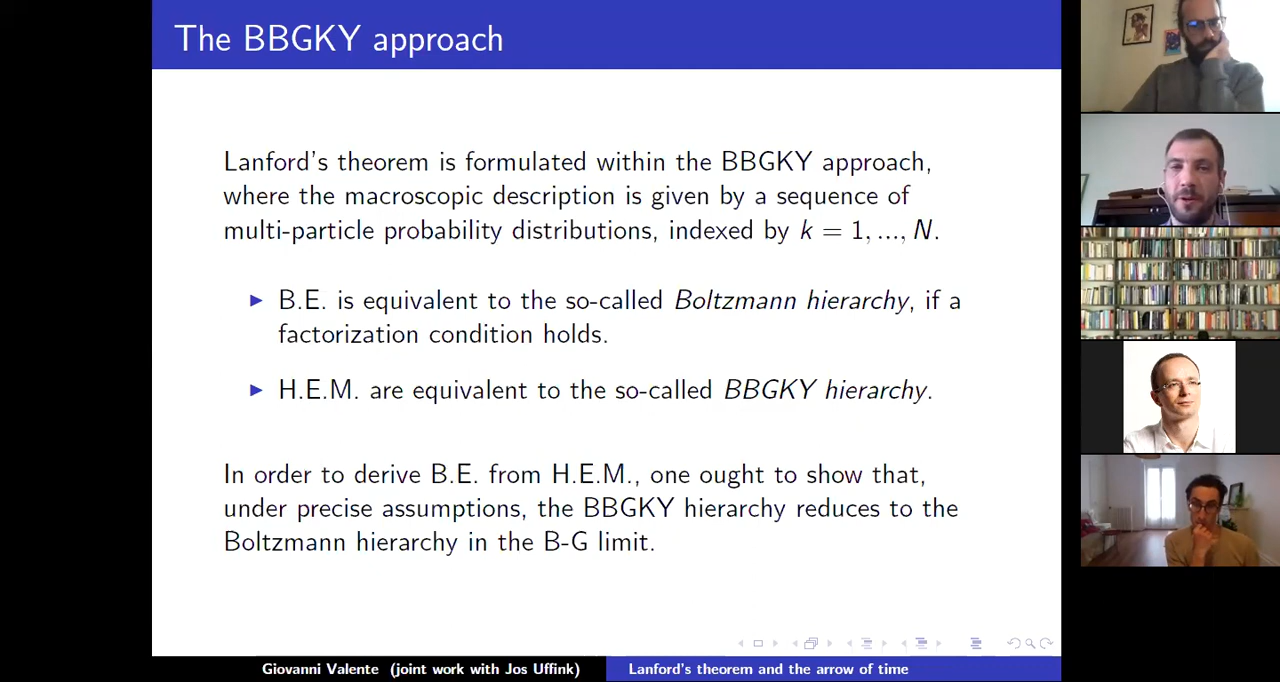 The BBGKY approach
Lanford's theorem is formulated within the BBGKY approach,
where the macroscopic description is given by a sequence of
multi-particle probability distributions, indexed by k = 1, ..., N.
B.E. is equivalent to the so-called Boltzmann hierarchy, if a
factorization condition holds.
H.E.M. are equivalent to the so-called BBGKY hierarchy.
In order to derive B.E. from H.E.M., one ought to show that,
under precise assumptions, the BBGKY hierarchy reduces to the
Boltzmann hierarchy in the B-G limit.
Giovanni Valente (joint work with Jos Uffink)
Lanford's theorem and the arrow of time